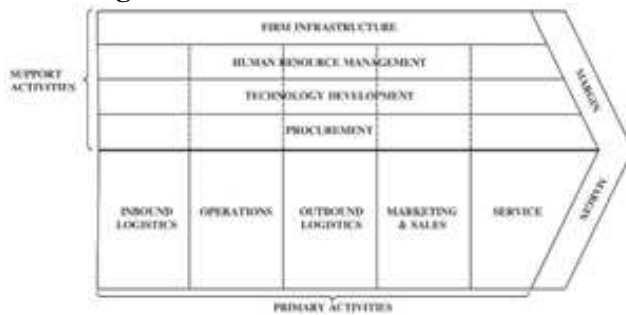 FIRM INFRASTRUCTURE
HUMAN RESOURCE MANAGEMENT
SUPPORT
ACTIVITIES
TECHNOLOGY DEVELOPMENT
PROCUREMENT
MARGIN
MARGIN
INBOUND
LOGISTICS
OPERATIONS
OUTBOUND
LOGISTICS
MARKETING
& SALES
SERVICE
PRIMARY ACTIVITIES